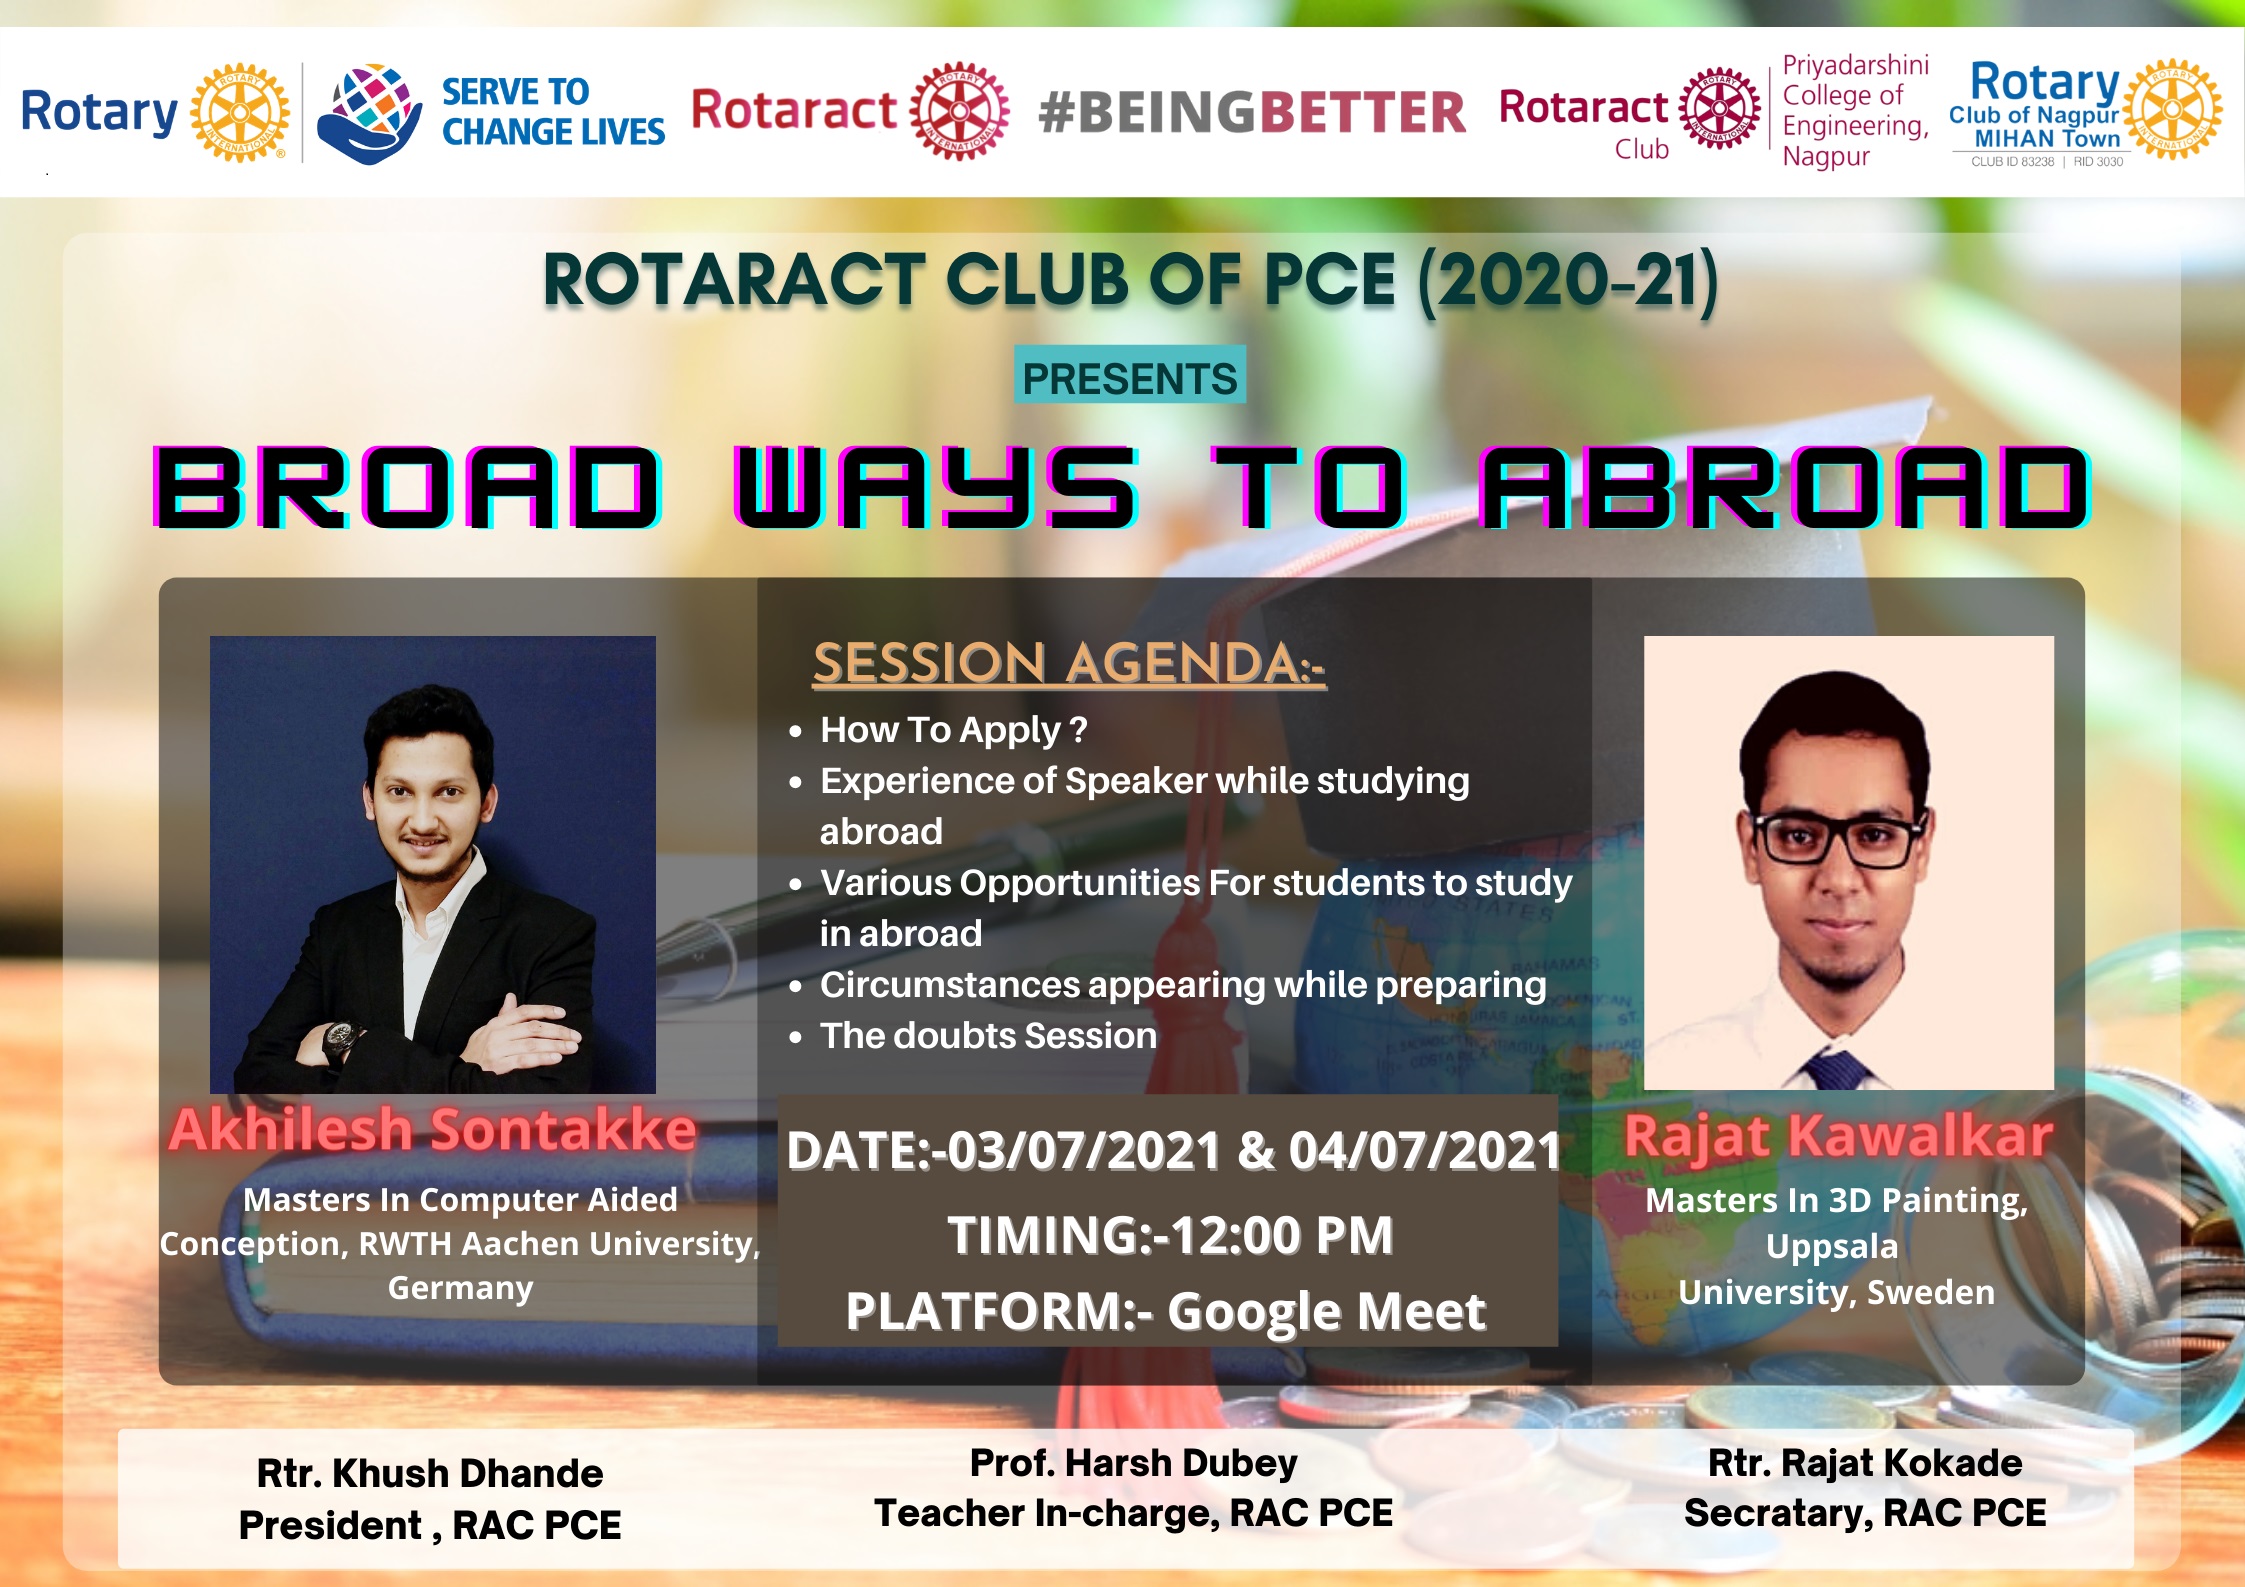 Rotary
SERVE TO
CHANGE LIVES
Rotaract
#BEINGBETTER
Rotaract
Club
Priyadarshini
College of
Engineering,
Nagpur
Rotary
Club of Nagpur
MIHAN Town
CLUB ID 83238 | RID 3030
ROTARY
INTERNATIONAL
ROTARACT CLUB OF PCE (2020-21)
PRESENTS
BROAD WAYS TO ABROAD
SESSION AGENDA:-
• How To Apply ?
• Experience of Speaker while studying
abroad
• Various Opportunities For students to study
in abroad
• Circumstances appearing while preparing
• The doubts Session
DATE:-03/07/2021 & 04/07/2021
TIMING:-12:00 PM
PLATFORM:- Google Meet
Akhilesh Sontakke
Masters In Computer Aided
Conception, RWTH Aachen University,
Germany
Rajat Kawalkar
Masters In 3D Painting,
Uppsala
University, Sweden
Rtr. Khush Dhande
President , RAC PCE
Prof. Harsh Dubey
Teacher In-charge, RAC PCE
Rtr. Rajat Kokade
Secratary, RAC PCE